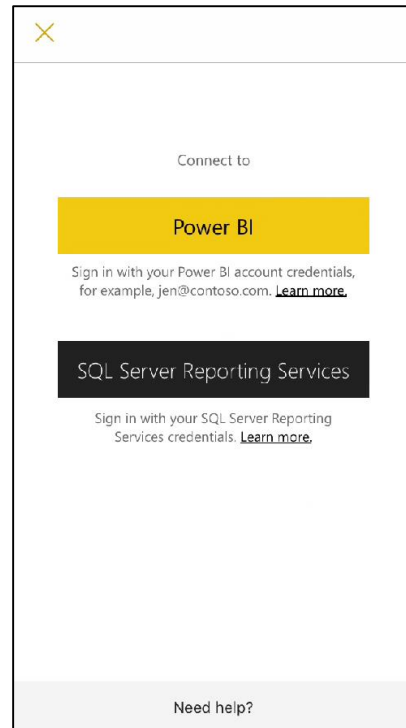 Connect to
Power BI
Sign in with your Power BI account credentials,
for example, jen@contoso.com. Learn more.
SQL Server Reporting Services
Sign in with your SQL Server Reporting
Services credentials. Learn more.
Need help?